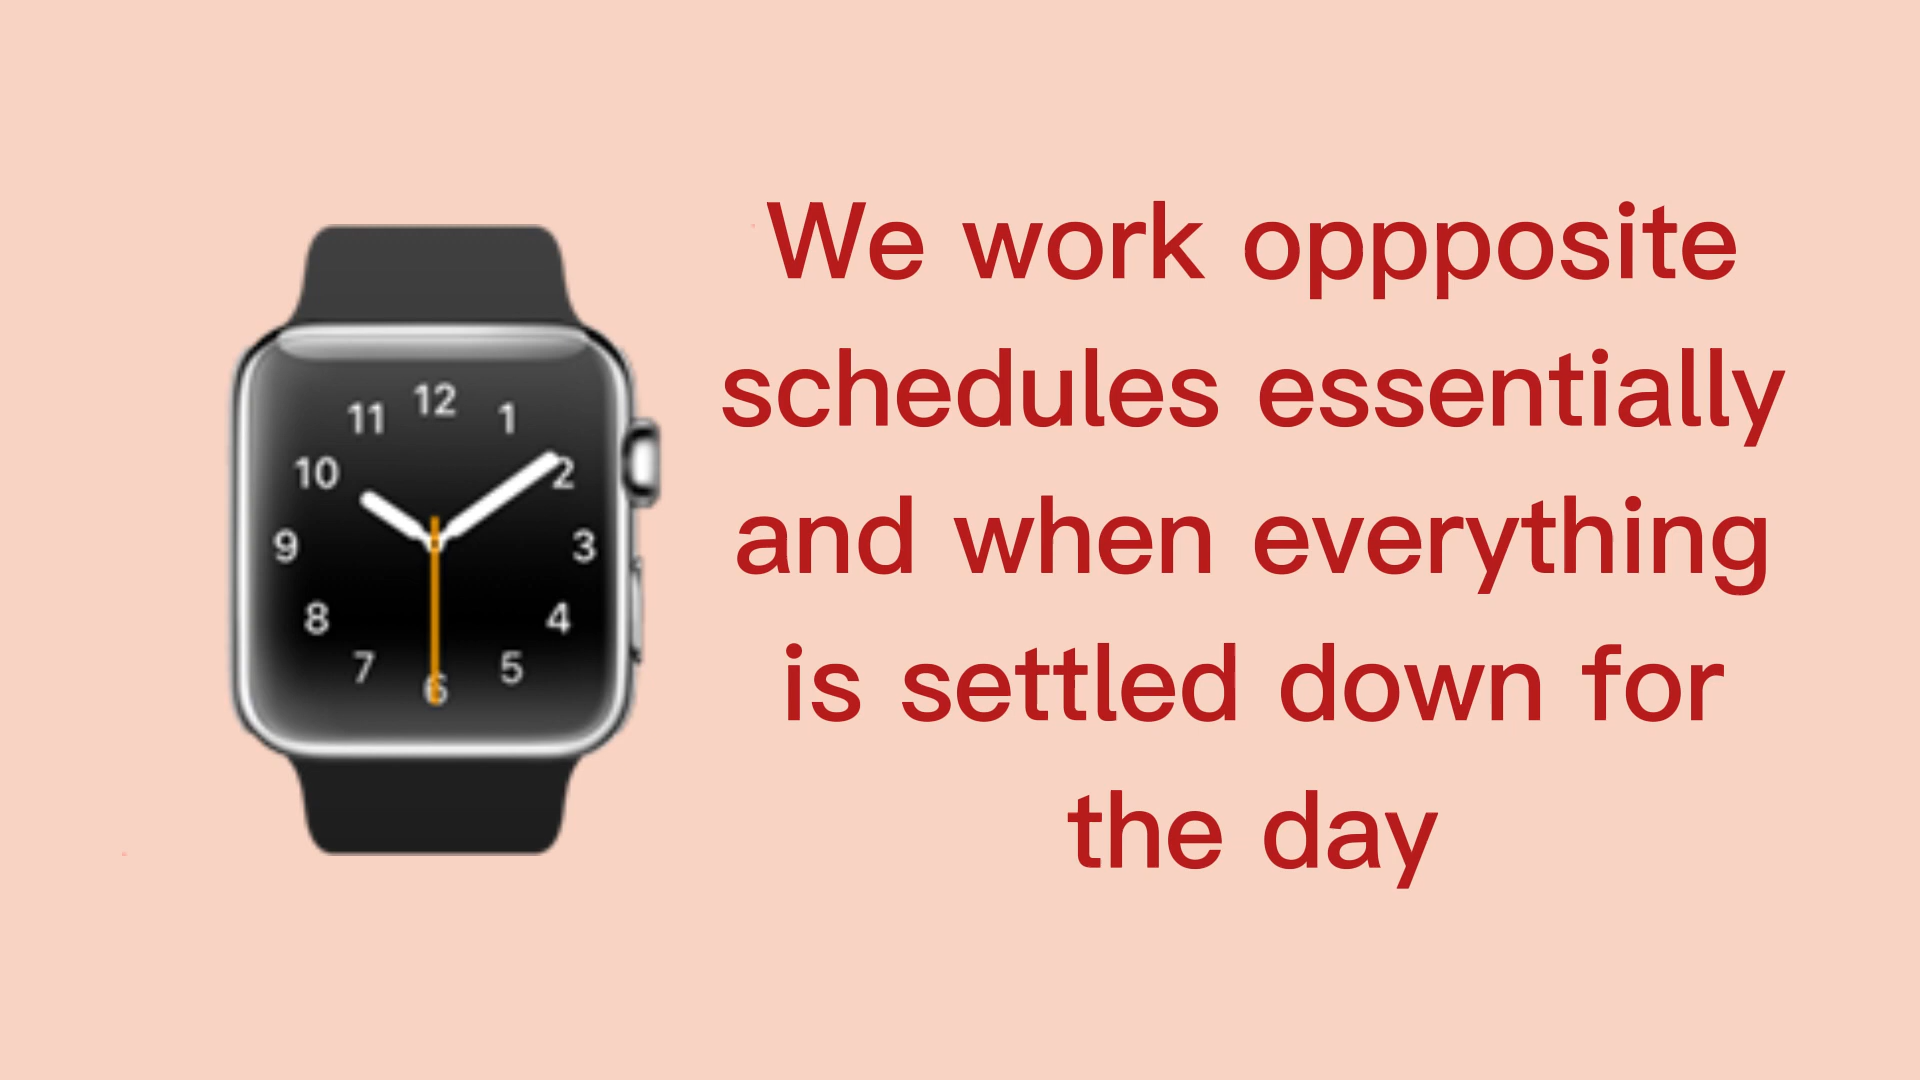 We work oppposite
schedules essentially
and when everything
is settled down for
the day
12
11 1
10 2
9 3
8 4
7 5
6